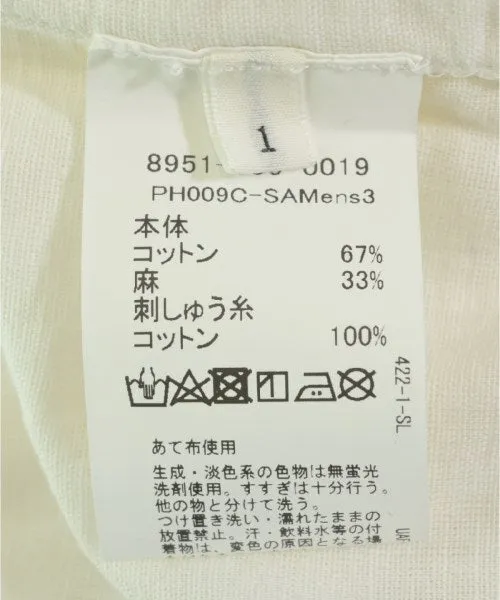 1
8951- 0019
PH009C-SAMens3
本体
コットン 67%
麻 33%
刺しゅう糸
コットン 100%
422-1-SL
あて布使用
生成・淡色系の色物は無蛍光
洗剤使用。すすぎは十分行う。
他の物と分けて洗う。
つけ置き洗い・濡れたままの
放置禁止。汗・飲料水等の付
着物は、変色の原因となる場